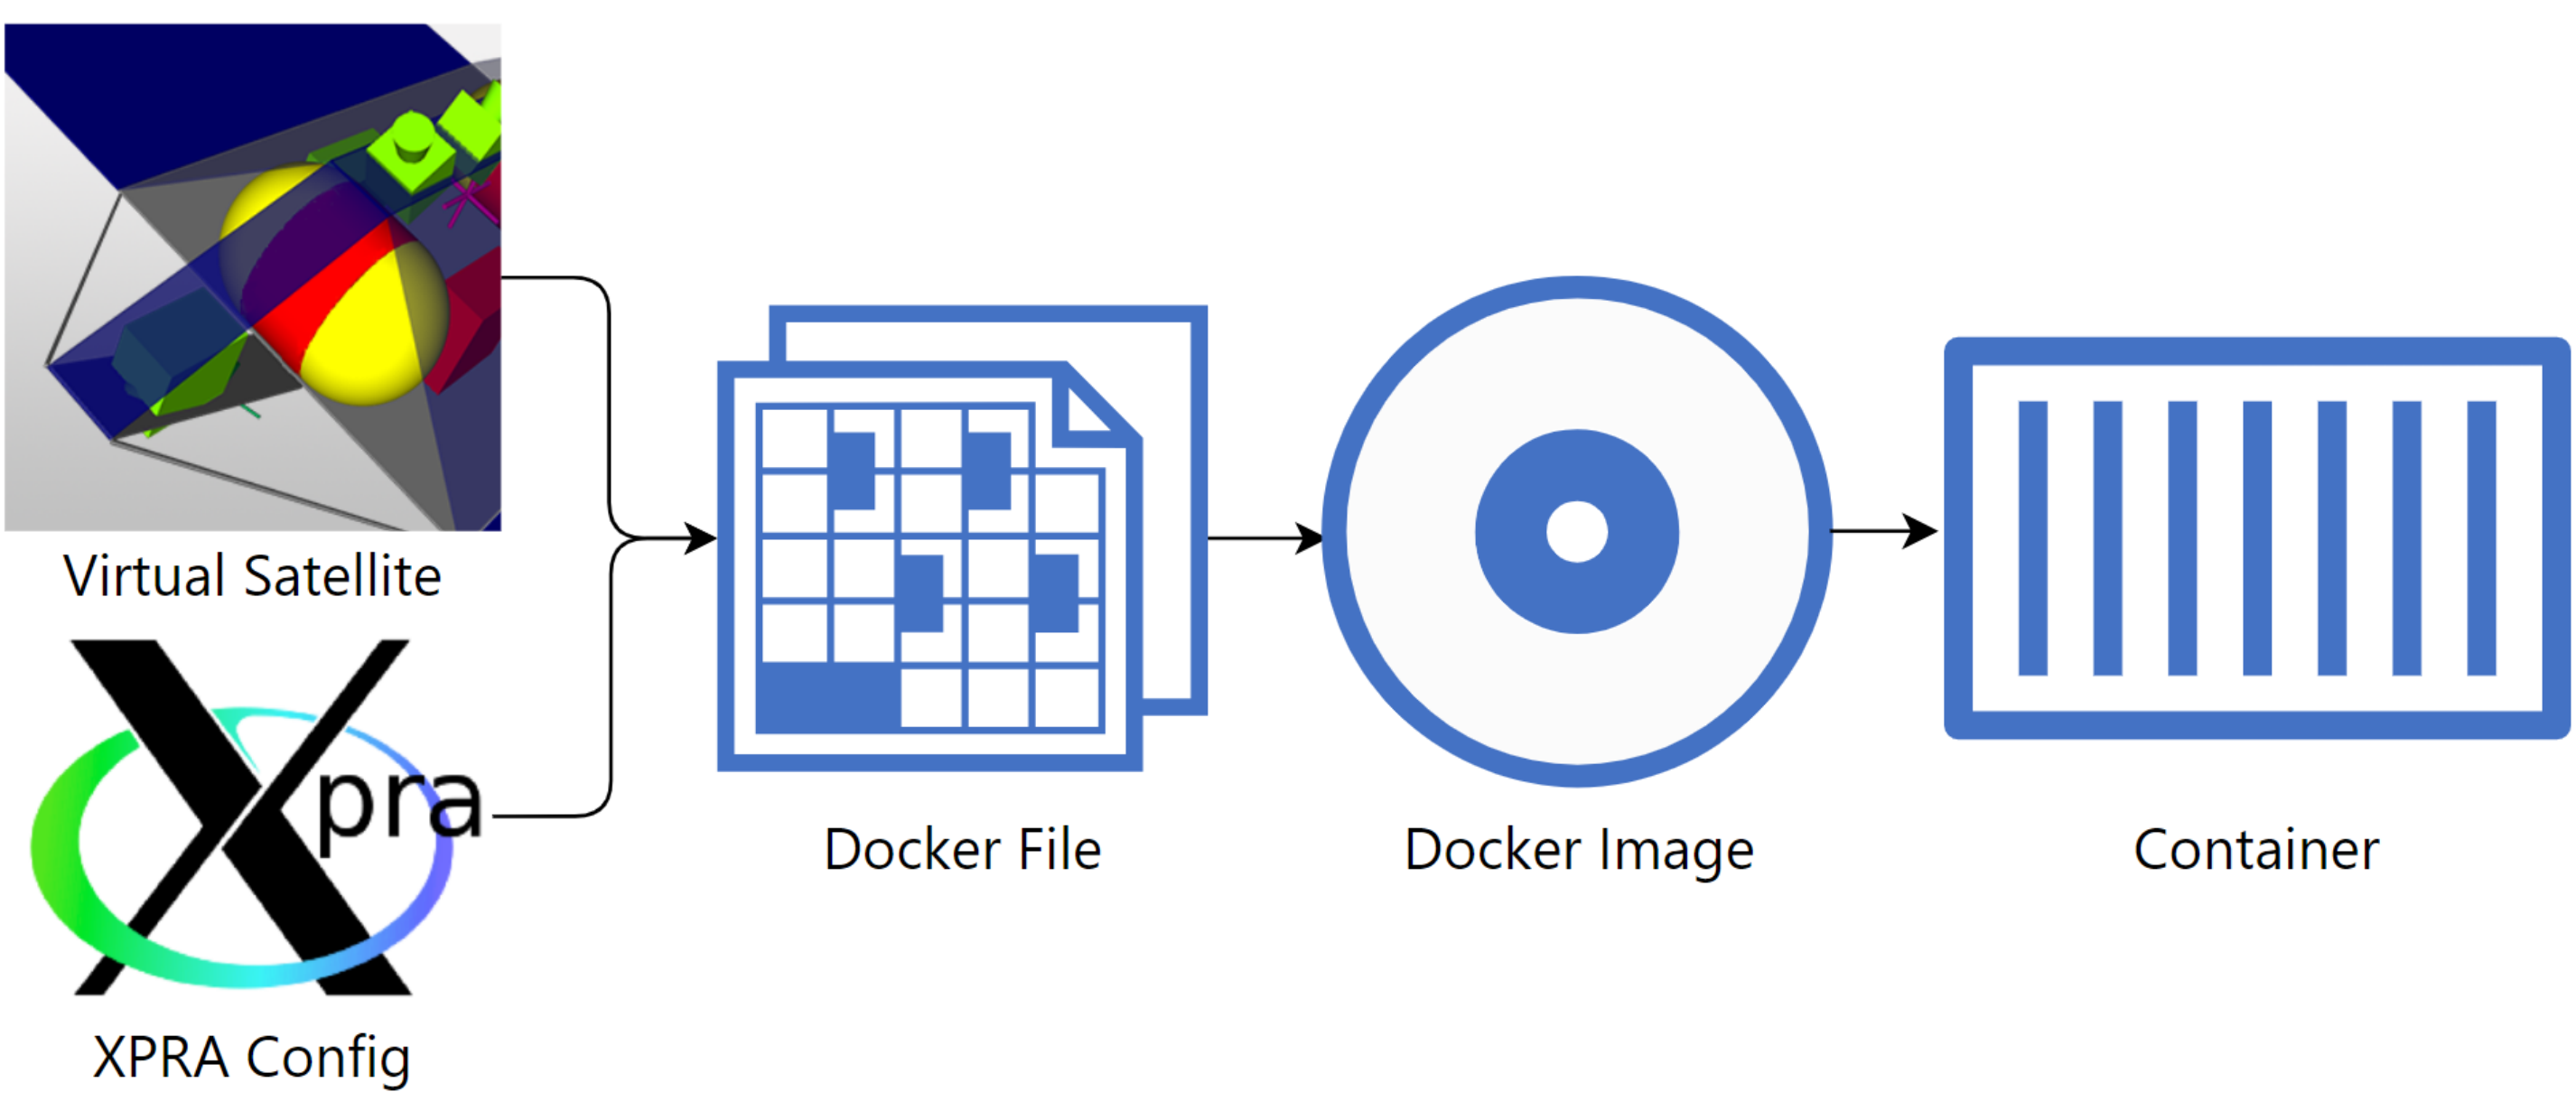 Virtual Satellite
Xpra
XPRA Config
Docker File
Docker Image
Container